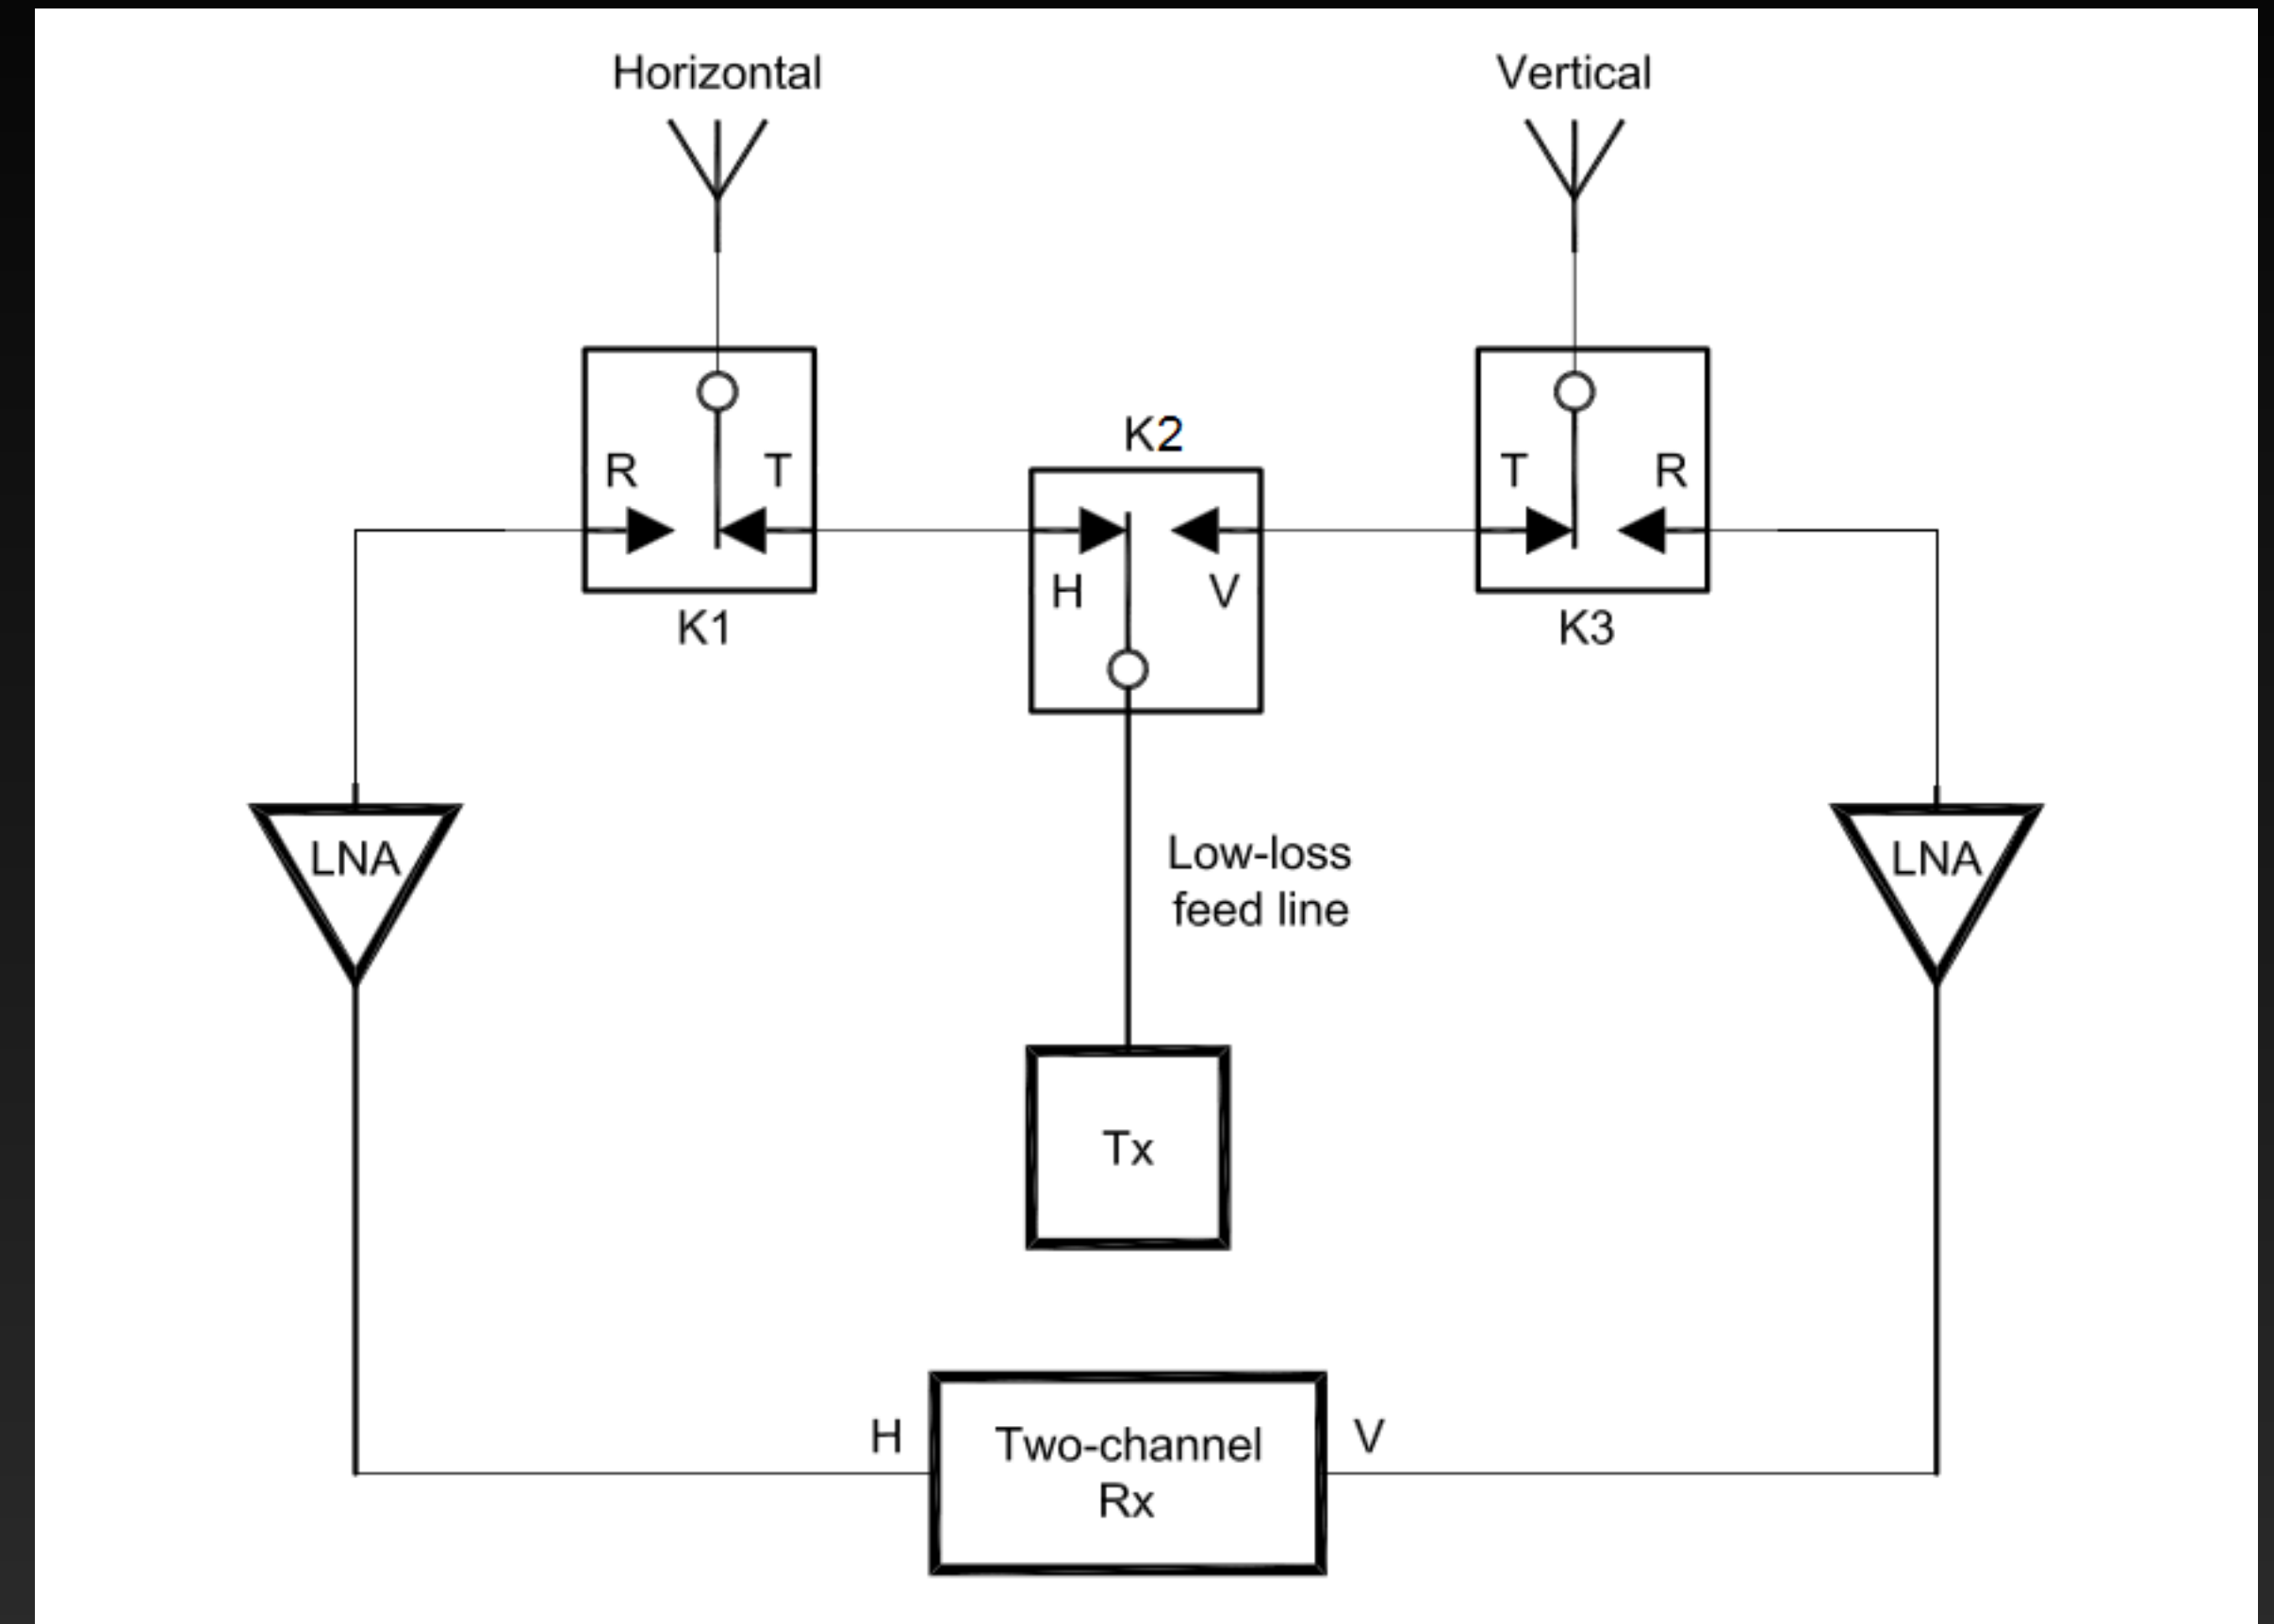 Horizontal
Vertical
K2
R
T
T
R
H
V
K1
K3
LNA
Low-loss
feed line
LNA
Tx
H
Two-channel
Rx
V